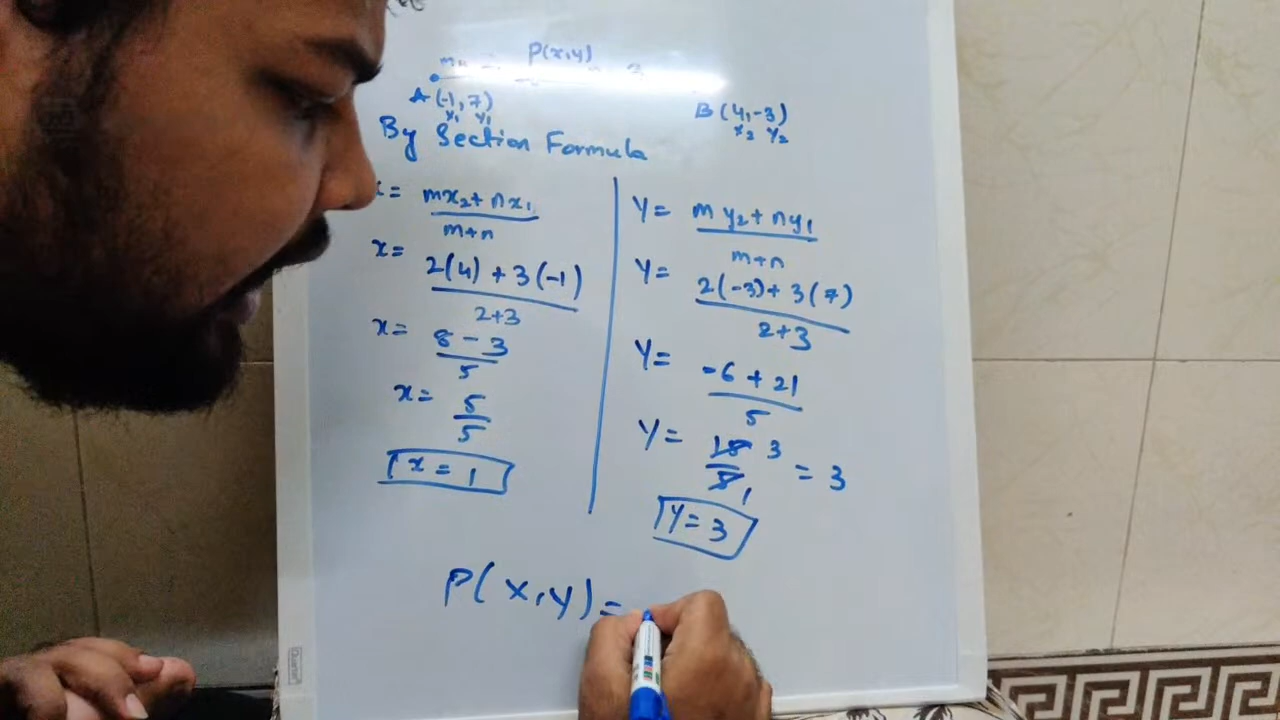 P(x,y)
A (-1, 7) B (4, -3)
x₁ y₁ x₂ y₂
By Section Formula
x = mx₂ + nx₁ / m+n
x = 2(4) + 3(-1) / 2+3
x = 8 - 3 / 5
x = 5 / 5
x = 1
Y = my₂ + ny₁ / m+n
Y = 2(-3) + 3(7) / 2+3
Y = -6 + 21 / 5
Y = 15 3 / 5 1 = 3
Y = 3
P(x,y) =